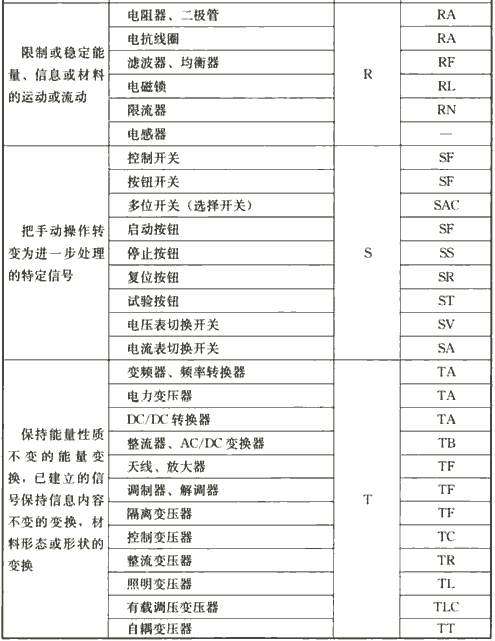 限制或稳定能量、信息或材料的运动或流动
R
电阻器、二极管 RA
电抗线圈 RA
滤波器、均衡器 RF
电磁锁 RL
限流器 RN
电感器 —
把手动操作转变为进一步处理的特定信号
S
控制开关 SF
按钮开关 SF
多位开关（选择开关） SAC
启动按钮 SF
停止按钮 SS
复位按钮 SR
试验按钮 ST
电压表切换开关 SV
电流表切换开关 SA
保持能量性质不变的能量变换，已建立的信号保持信息内容不变的变换，材料形态或形状的变换
T
变频器、频率转换器 TA
电力变压器 TA
DC/DC 转换器 TA
整流器、AC/DC 变换器 TB
天线、放大器 TF
调制器、解调器 TF
隔离变压器 TF
控制变压器 TC
整流变压器 TR
照明变压器 TL
有载调压变压器 TLC
自耦变压器 TT